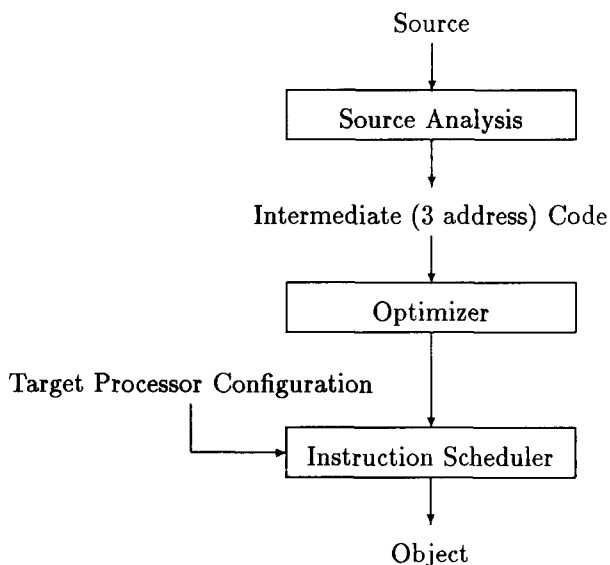 Source
Source Analysis
Intermediate (3 address) Code
Optimizer
Target Processor Configuration
Instruction Scheduler
Object